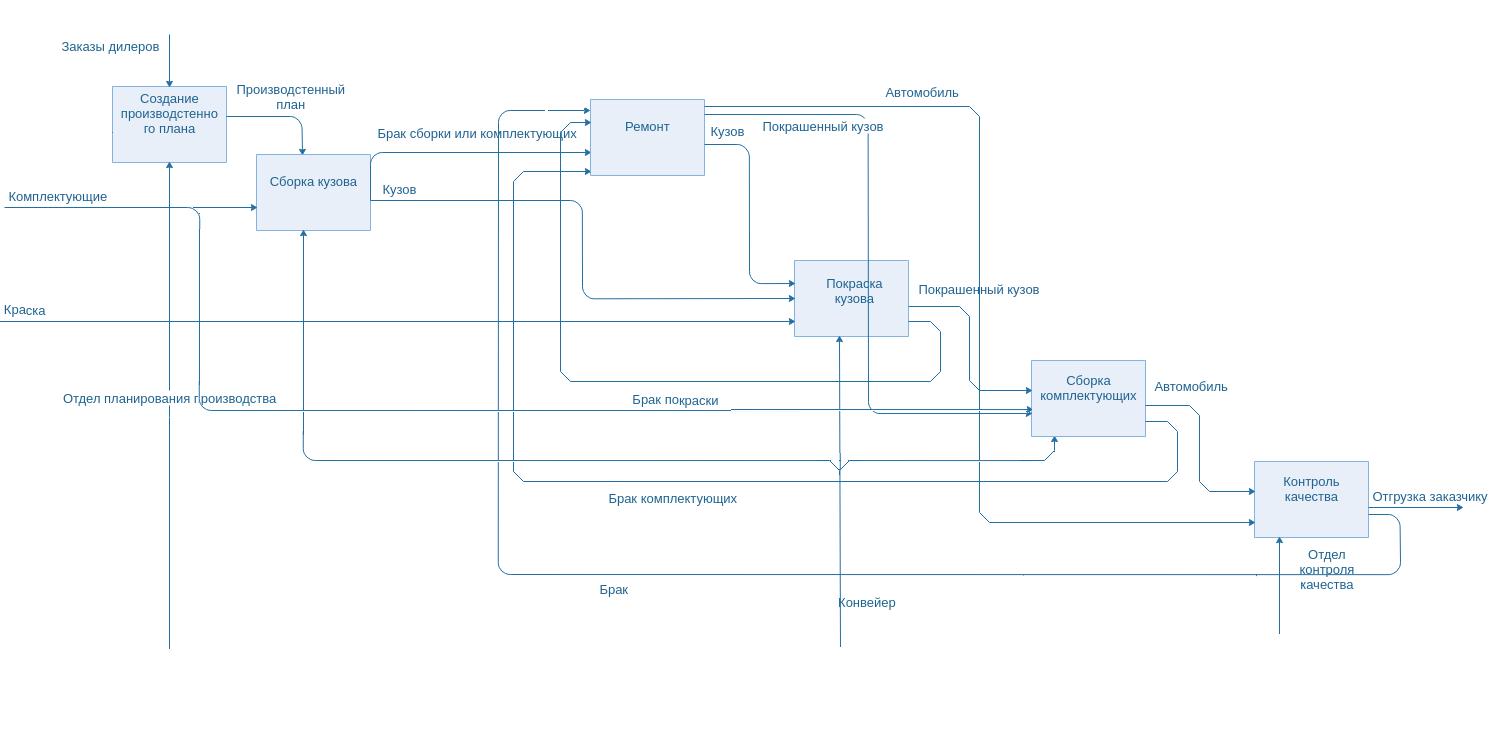 Заказы дилеров
Создание
производстенно
го плана
Производстенный
план
Брак сборки или комплектующих
Сборка кузова
Кузов
Комплектующие
Краска
Ремонт
Автомобиль
Покрашенный кузов
Кузов
Покраска
кузова
Покрашенный кузов
Отдел планирования производства
Брак покраски
Сборка
комплектующих
Автомобиль
Брак комплектующих
Контроль
качества
Отгрузка заказчику
Отдел
контроля
качества
Брак
Конвейер